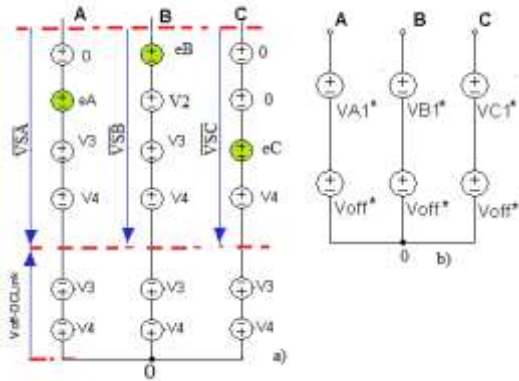 A B C
0 eB 0
eA V2 0
V3 V3 eC
V4 V4 V4
VSA VSB VSC
V3 V3 V3
V4 V4 V4
Voff-DCLink
0
a)
A B C
VA1* VB1* VC1*
Voff* Voff* Voff*
0
b)